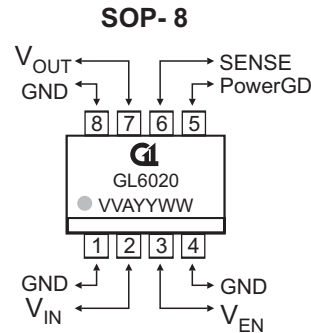 SOP- 8
VOUT
SENSE
GND
PowerGD
8 7 6 5
GL
GL6020
VVAYYWW
1 2 3 4
GND
GND
VIN
VEN